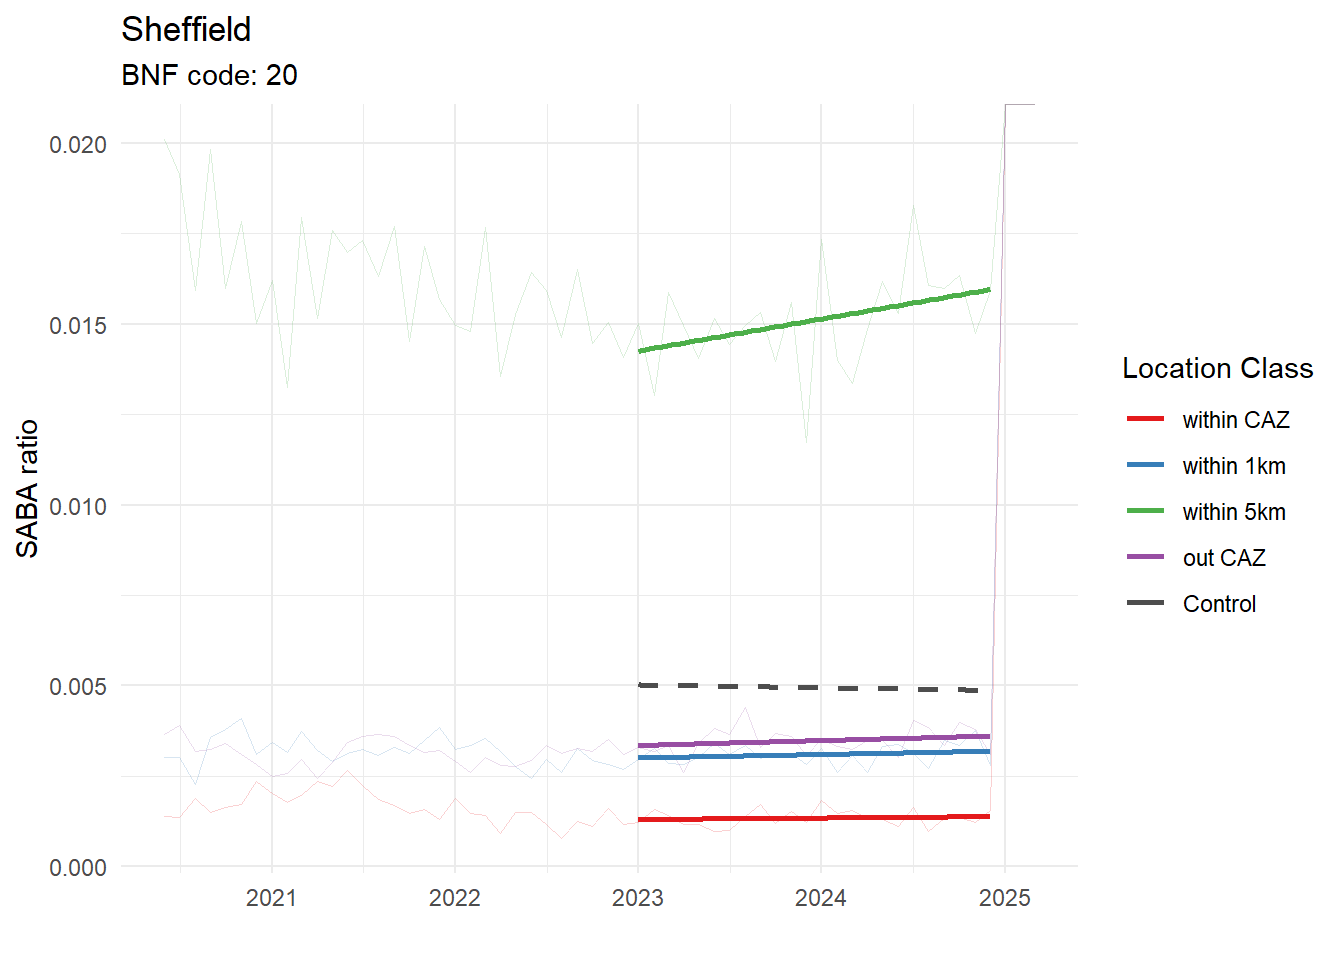 Sheffield
BNF code: 20
0.020
0.015
0.010
0.005
0.000
SABA ratio
2021
2022
2023
2024
2025
Location Class
within CAZ
within 1km
within 5km
out CAZ
Control